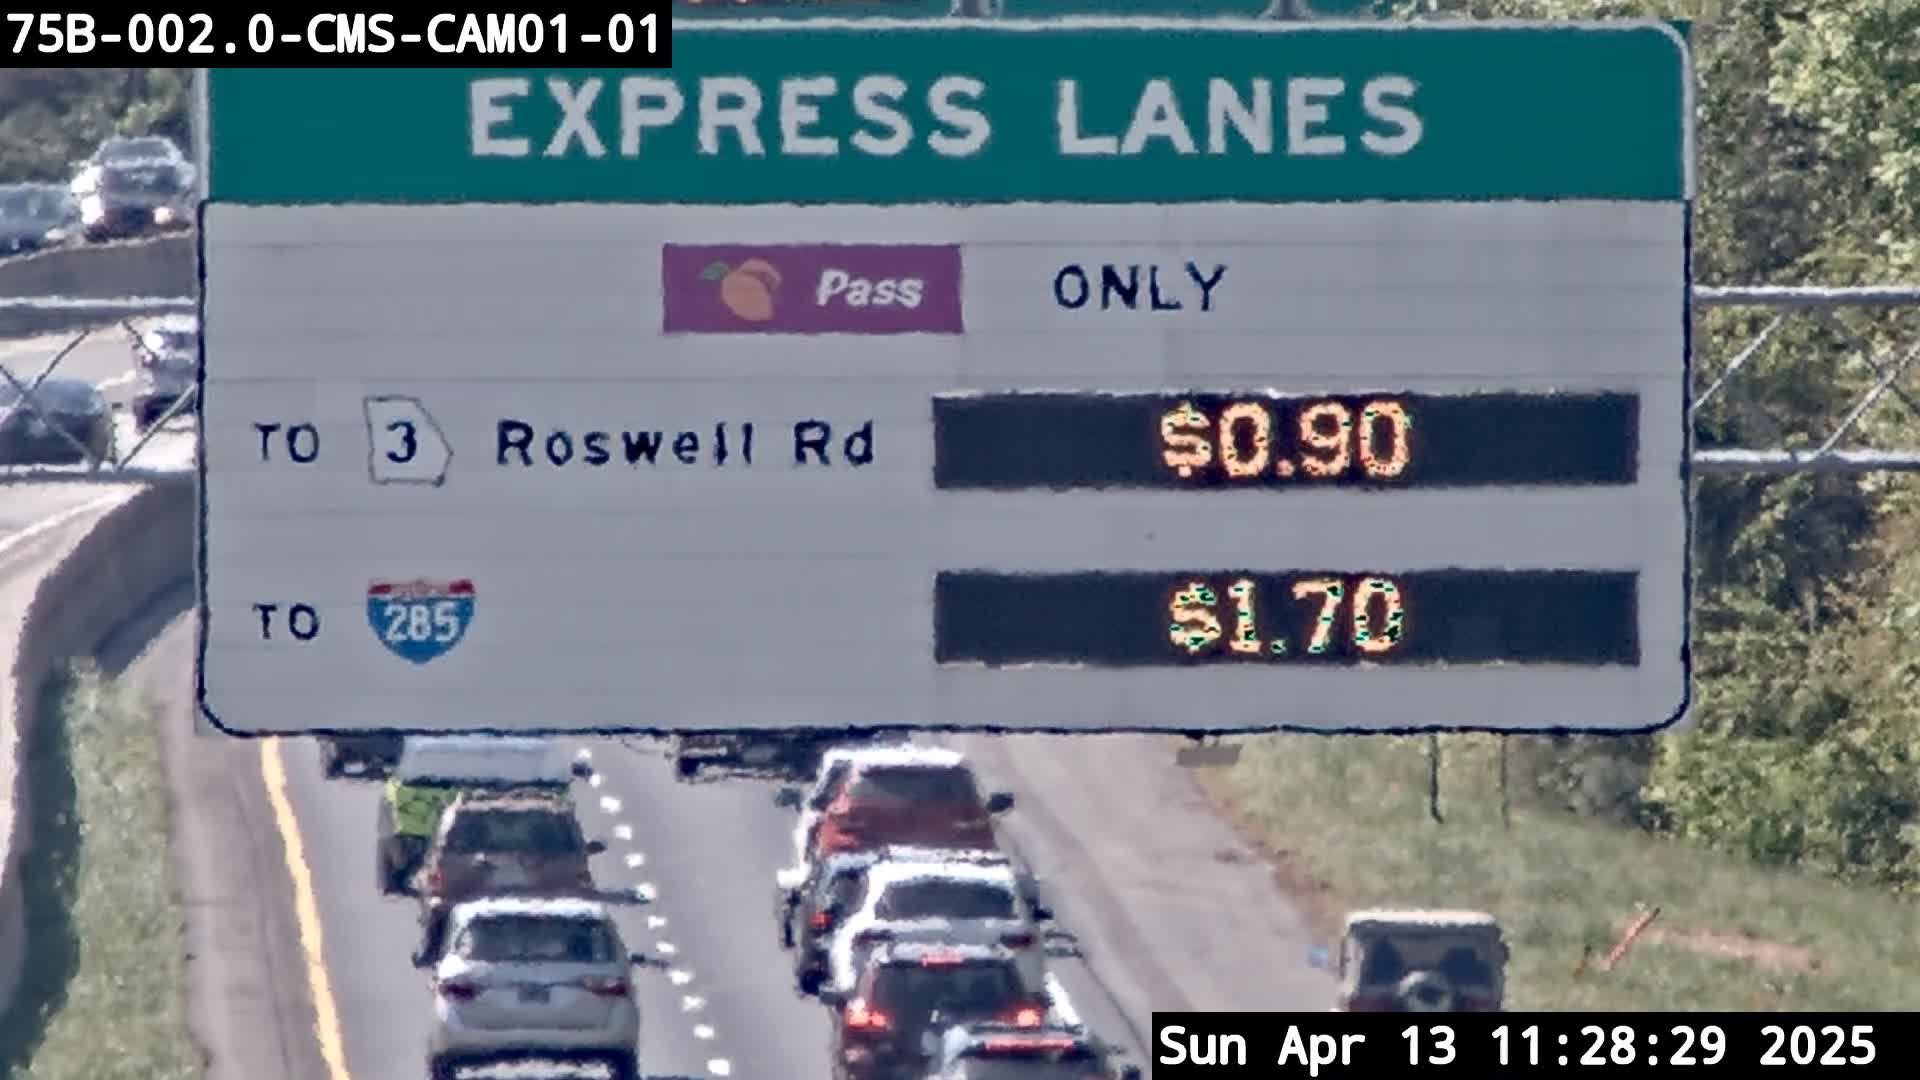 75B-002.0-CMS-CAM01-01
EXPRESS LANES
Pass ONLY
TO 3 Roswell Rd $0.90
TO 285 $1.70
Sun Apr 13 11:28:29 2025